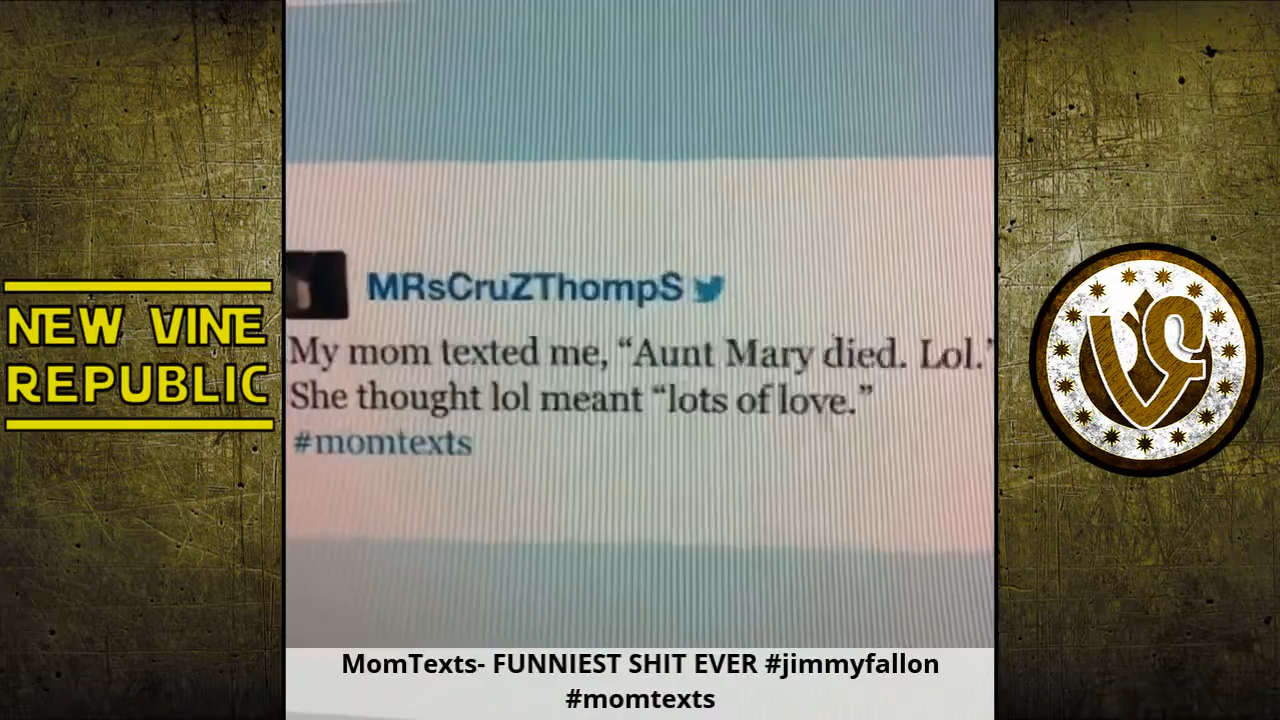 NEW VINE
REPUBLIC
MRsCruZThompS
My mom texted me, “Aunt Mary died. Lol.”
She thought lol meant “lots of love.”
#momtexts
VG
MomTexts- FUNNIEST SHIT EVER #jimmyfallon
#momtexts